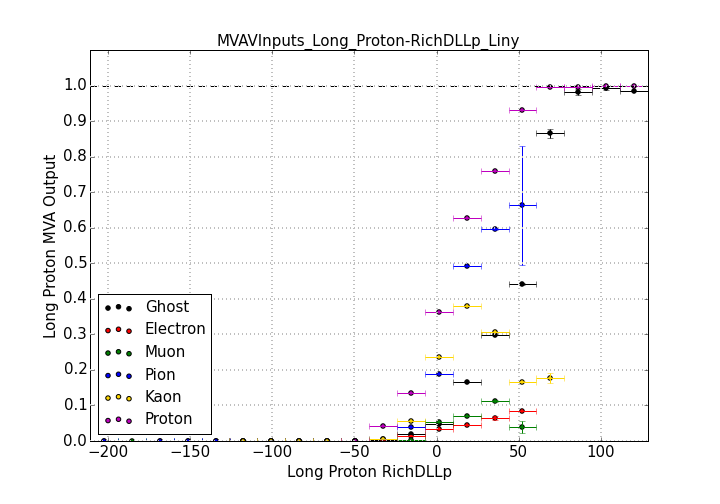 MVAVInputs_Long_Proton-RichDLLp_Liny
Long Proton MVA Output
1.0
0.9
0.8
0.7
0.6
0.5
0.4
0.3
0.2
0.1
0.0
Ghost
Electron
Muon
Pion
Kaon
Proton
−200 −150 −100 −50 0 50 100
Long Proton RichDLLp